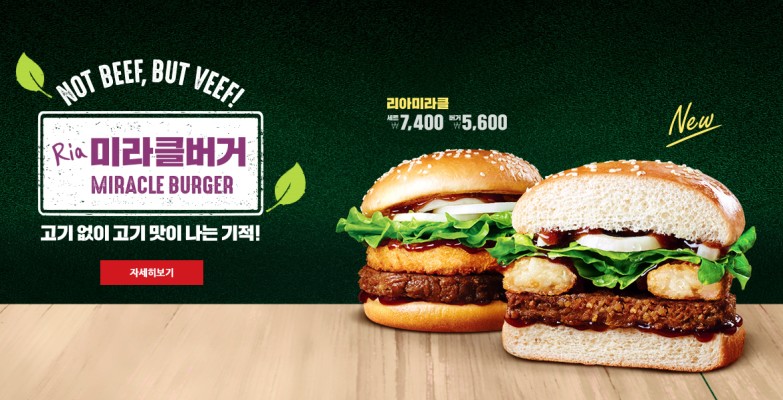 NOT BEEF, BUT VEEF!
Ria 미라클버거
MIRACLE BURGER
고기 없이 고기 맛이 나는 기적!
자세히보기
리아미라클
세트 ₩7,400 버거 ₩5,600
New